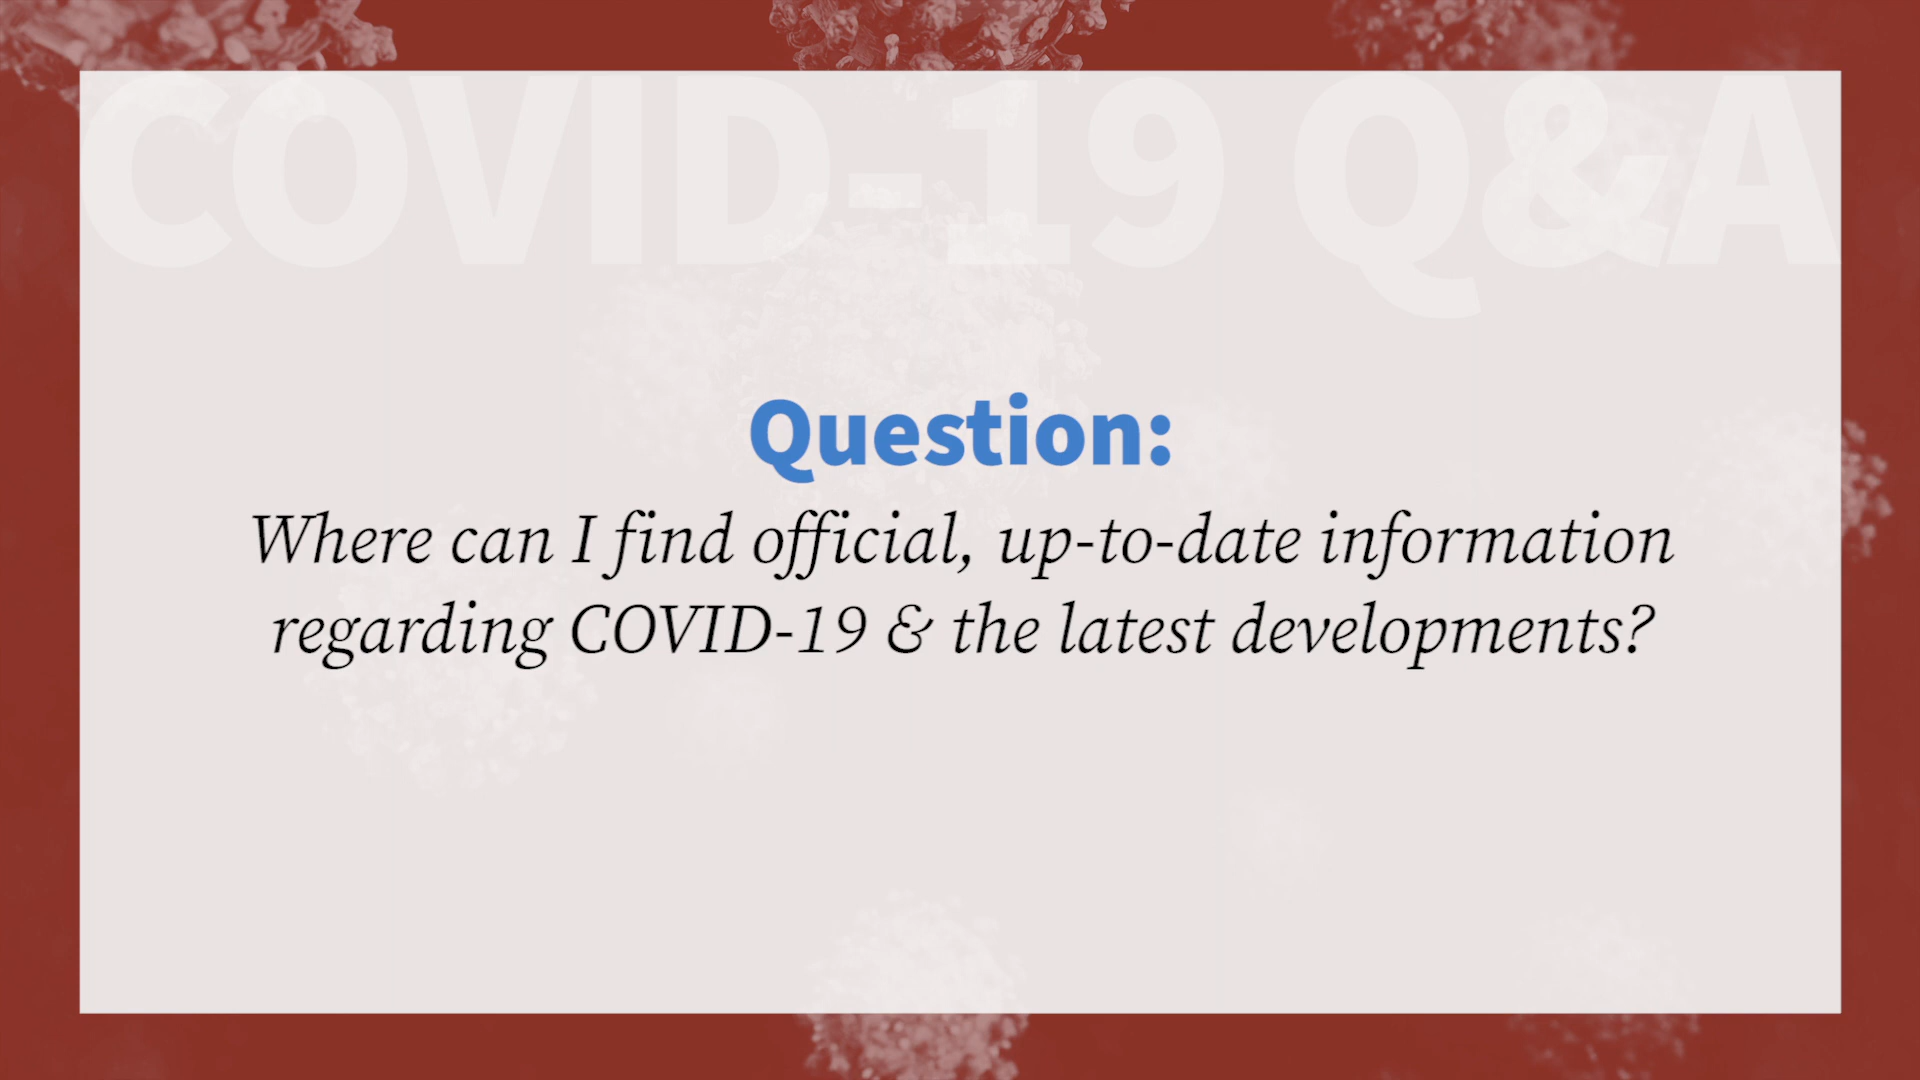 COVID-19 Q&A
Question:
Where can I find official, up-to-date information
regarding COVID-19 & the latest developments?